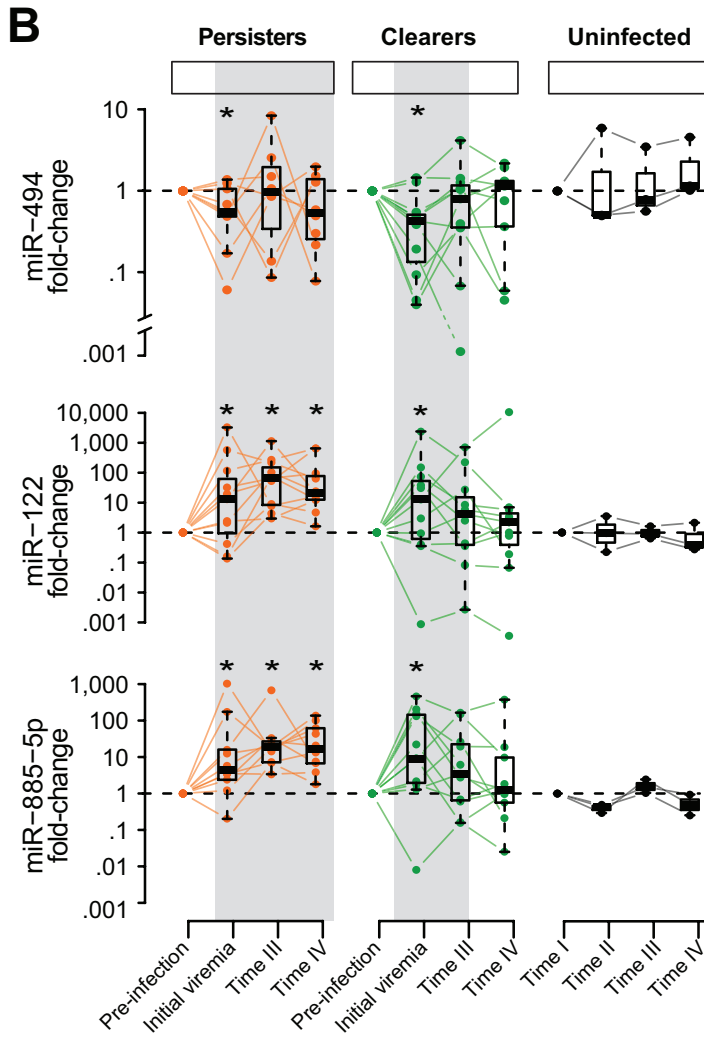 B
Persisters Clearers Uninfected
* *
10
1
.1
.001
miR−494
fold−change
* * * *
10,000
1,000
100
10
1
.1
.01
.001
miR−122
fold−change
* * * *
1,000
100
10
1
.1
.01
.001
miR−885−5p
fold−change
Pre−infection Initial viremia Time III Time IV Pre−infection Initial viremia Time III Time IV Time I Time II Time III Time IV